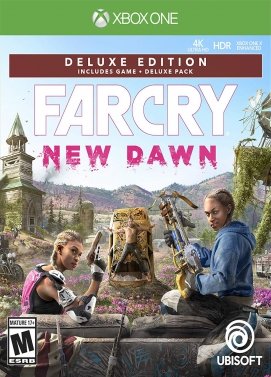 XBOX ONE
4K
ULTRA HD
HDR
XBOX ONE X
ENHANCED
DELUXE EDITION
INCLUDES GAME + DELUXE PACK
FARCRY
NEW DAWN
MATURE 17+
M
ESRB
UBISOFT